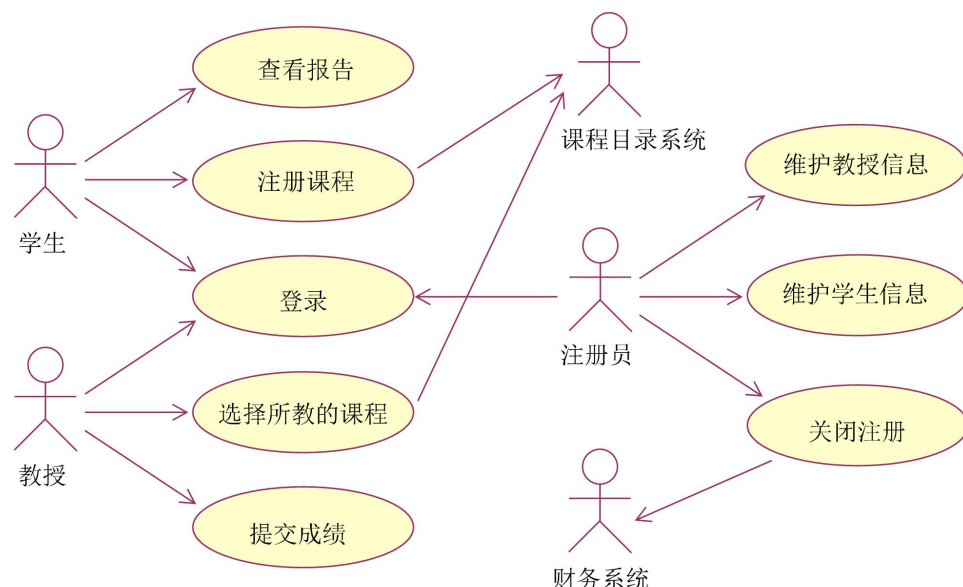 查看报告
课程目录系统
维护教授信息
注册课程
学生
登录
维护学生信息
注册员
选择所教的课程
关闭注册
教授
提交成绩
财务系统